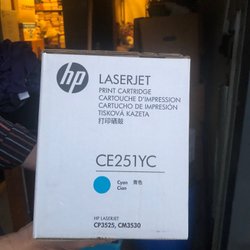 hp
LASERJET
PRINT CARTRIDGE
CARTOUCHE D'IMPRESSION
CARTUCHO DE IMPRESIÓN
TISKOVÁ KAZETA
打印碳粉
CE251YC
Cyan 青色
Cian
HP LASERJET
CP3525, CM3530